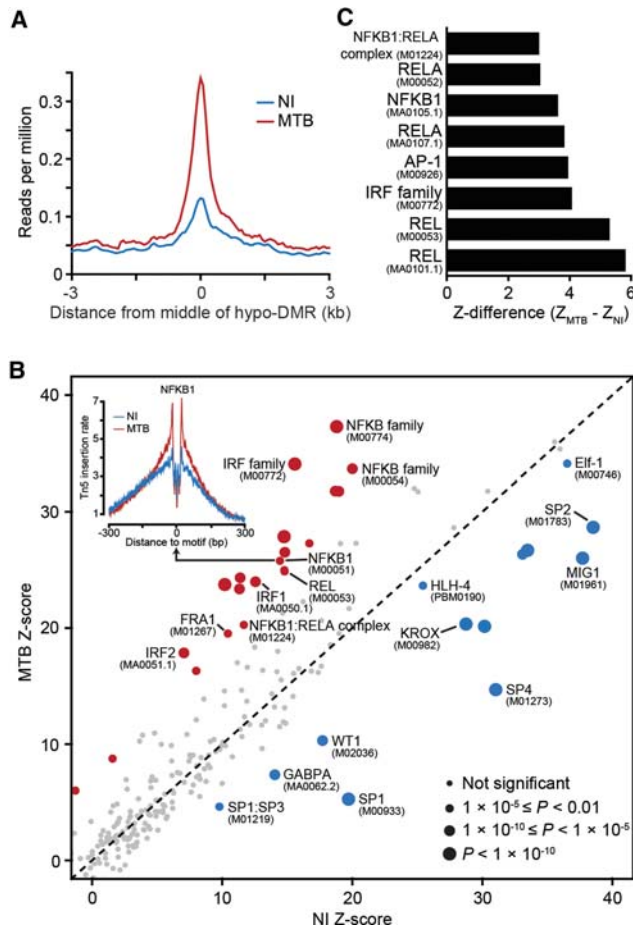 A
Reads per million
0.3
0.2
0.1
0
NI
MTB
-3
0
3
Distance from middle of hypo-DMR (kb)
C
NFKB1:RELA
complex (M01224)
RELA
(M00052)
NFKB1
(MA0105.1)
RELA
(MA0107.1)
AP-1
(M00926)
IRF family
(M00772)
REL
(M00053)
REL
(MA0101.1)
0 2 4 6
Z-difference (ZMTB - ZNI)
B
MTB Z-score
40
30
20
10
0
NFKB1
NI
MTB
Tn5 insertion rate
7
5
3
1
-300 0 300
Distance to motif (bp)
NFKB family
(M00774)
IRF family
(M00772)
NFKB family
(M00054)
NFKB1
(M00051)
REL
(M00053)
IRF1
(MA0050.1)
FRA1
(M01267)
NFKB1:RELA complex
(M01224)
IRF2
(MA0051.1)
Elf-1
(M00746)
SP2
(M01783)
MIG1
(M01961)
HLH-4
(PBM0190)
KROX
(M00982)
SP4
(M01273)
WT1
(M02036)
GABPA
(MA0062.2)
SP1
(M00933)
SP1:SP3
(M01219)
Not significant
1 × 10⁻⁵ ≤ P < 0.01
1 × 10⁻¹⁰ ≤ P < 1 × 10⁻⁵
P < 1 × 10⁻¹⁰
0 10 20 30 40
NI Z-score